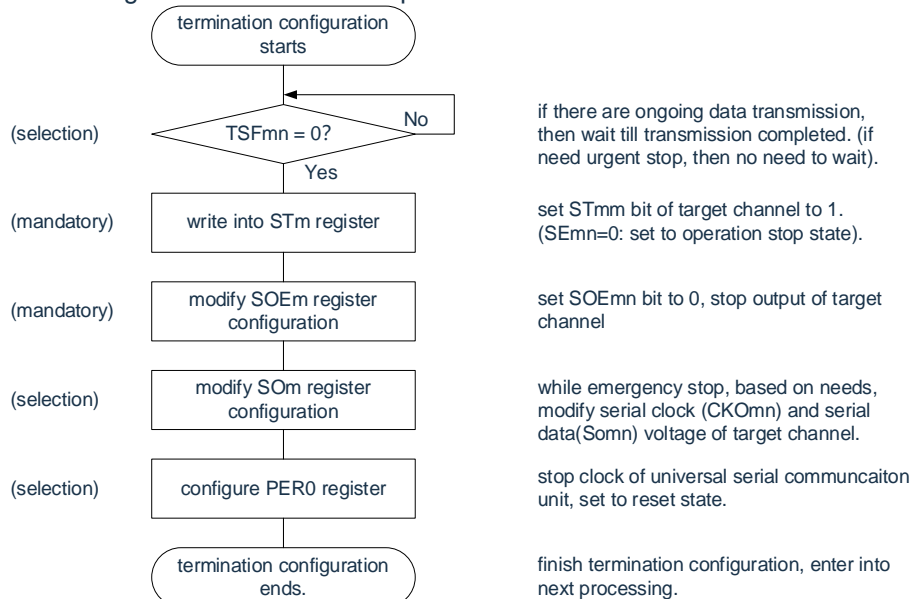 termination configuration
starts
(selection)
TSFmn = 0?
No
Yes
if there are ongoing data transmission,
then wait till transmission completed. (if
need urgent stop, then no need to wait).
(mandatory)
write into STm register
set STmm bit of target channel to 1.
(SEmn=0: set to operation stop state).
(mandatory)
modify SOEm register
configuration
set SOEmn bit to 0, stop output of target
channel
(selection)
modify SOm register
configuration
while emergency stop, based on needs,
modify serial clock (CKOmn) and serial
data(Somn) voltage of target channel.
(selection)
configure PER0 register
stop clock of universal serial communcaiton
unit, set to reset state.
termination configuration
ends.
finish termination configuration, enter into
next processing.